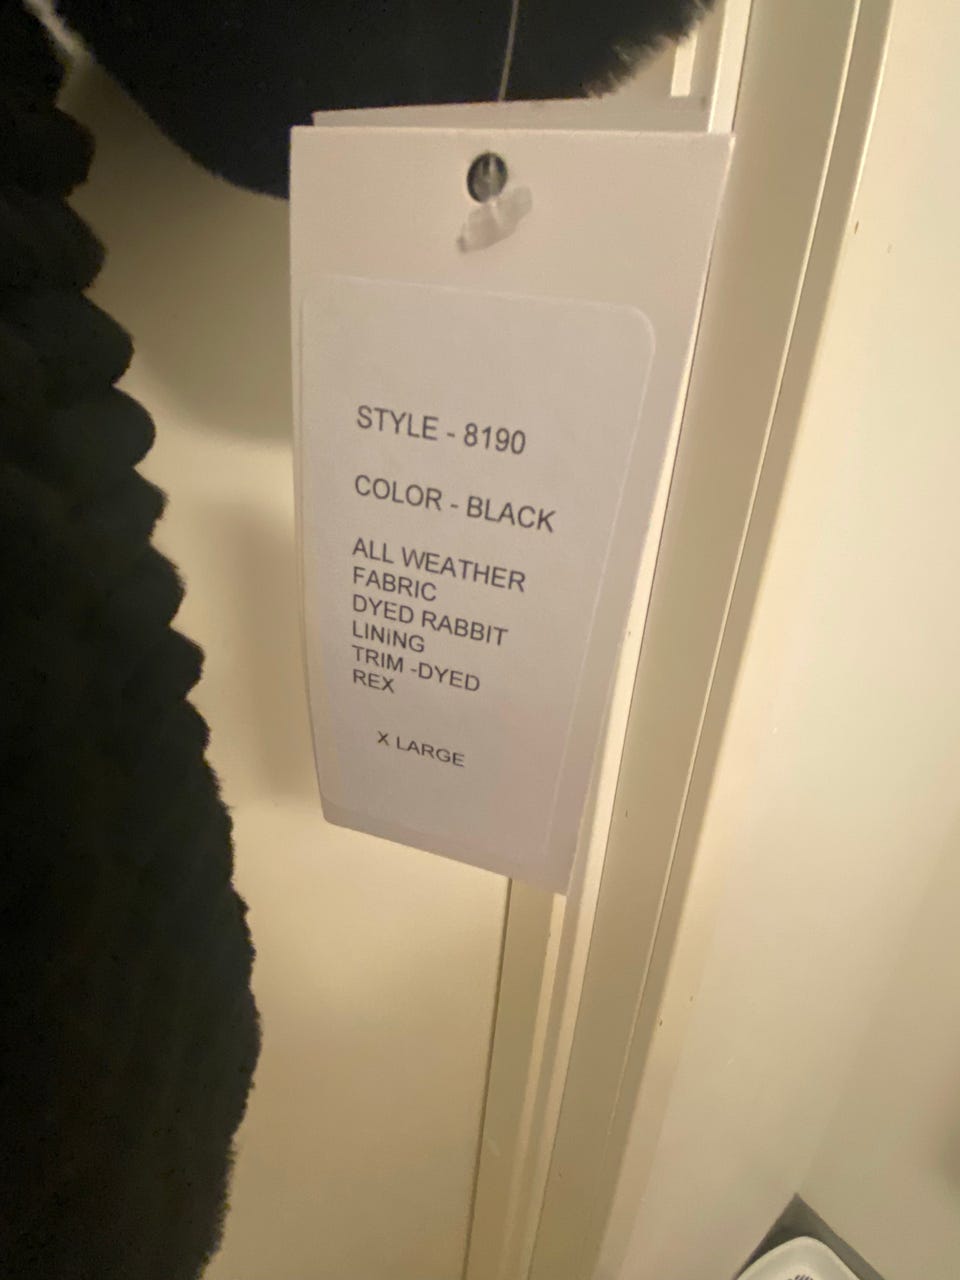 STYLE - 8190
COLOR - BLACK
ALL WEATHER
FABRIC
DYED RABBIT
LINiNG
TRIM -DYED
REX
X LARGE